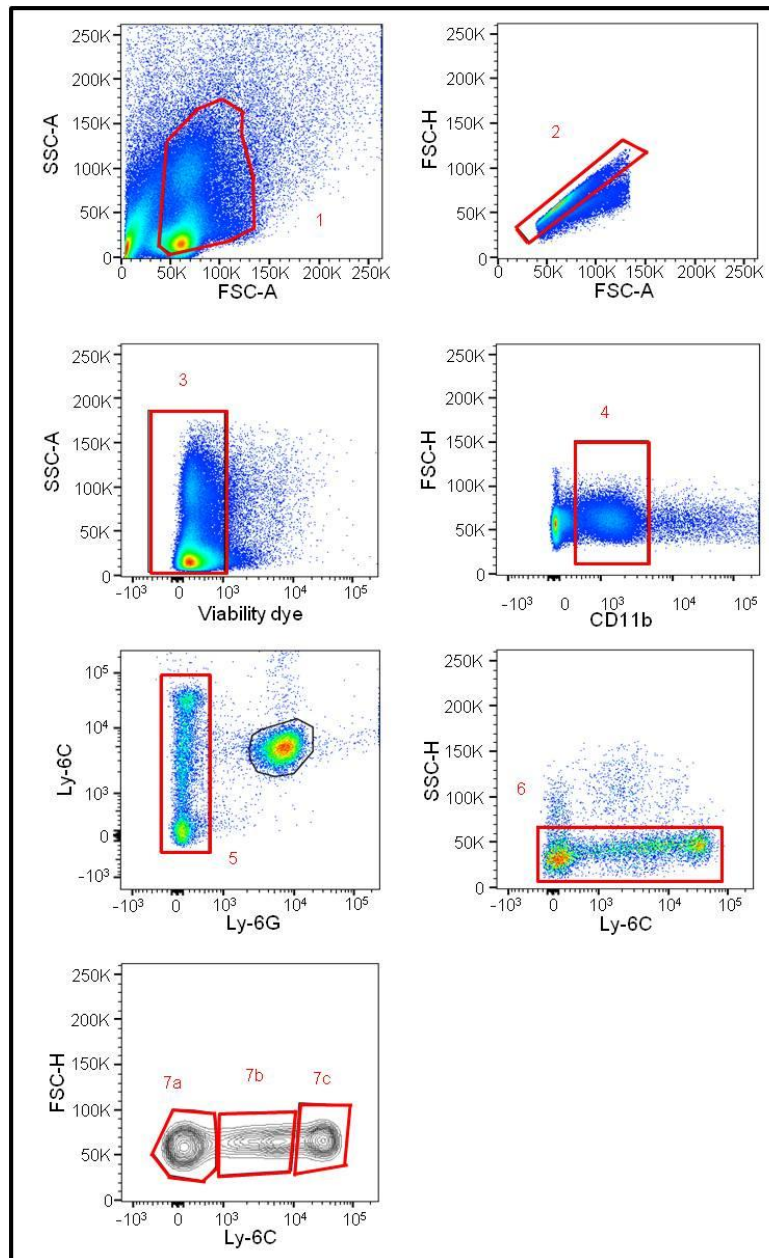 250K
200K
150K
100K
50K
0
SSC-A
1
0 50K 100K 150K 200K 250K
FSC-A
250K
200K
150K
100K
50K
0
FSC-H
2
0 50K 100K 150K 200K 250K
FSC-A
250K
200K
150K
100K
50K
0
SSC-A
3
-10³ 0 10³ 10⁴ 10⁵
Viability dye
250K
200K
150K
100K
50K
0
FSC-H
4
-10³ 0 10³ 10⁴ 10⁵
CD11b
10⁵
10⁴
10³
0
-10³
Ly-6C
5
-10³ 0 10³ 10⁴ 10⁵
Ly-6G
250K
200K
150K
100K
50K
0
SSC-H
6
-10³ 0 10³ 10⁴ 10⁵
Ly-6C
250K
200K
150K
100K
50K
0
FSC-H
7a 7b 7c
-10³ 0 10³ 10⁴ 10⁵
Ly-6C